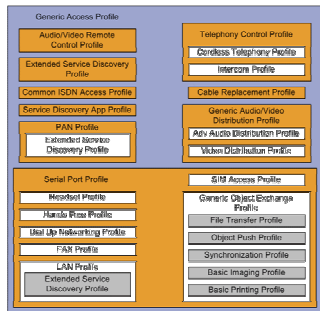 Generic Access Profile
Audio/Video Remote
Control Profile
Extended Service Discovery
Profile
Common ISDN Access Profile
Service Discovery App Profile
PAN Profile
Extended Service
Discovery Profile
Telephony Control Profile
Cordless Telephony Profile
Intercom Profile
Cable Replacement Profile
Generic Audio/Video
Distribution Profile
Adv Audio Distribution Profile
Video Distribution Profile
Serial Port Profile
Headset Profile
Hands Free Profile
Dial Up Networking Profile
FAX Profile
LAN Profile
Extended Service
Discovery Profile
SIM Access Profile
Generic Object Exchange
Profile
File Transfer Profile
Object Push Profile
Synchronization Profile
Basic Imaging Profile
Basic Printing Profile